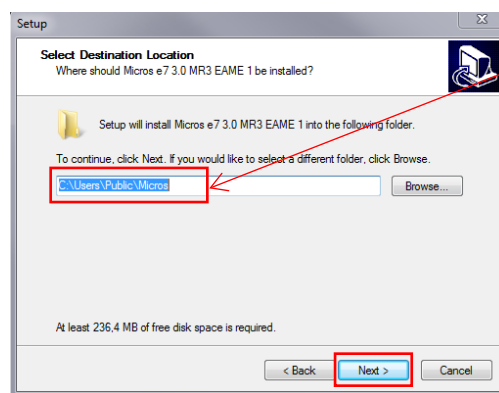 Setup
Select Destination Location
Where should Micros e7 3.0 MR3 EAME 1 be installed?
Setup will install Micros e7 3.0 MR3 EAME 1 into the following folder.
To continue, click Next. If you would like to select a different folder, click Browse.
C:\Users\Public\Micros
Browse...
At least 236,4 MB of free disk space is required.
< Back
Next >
Cancel